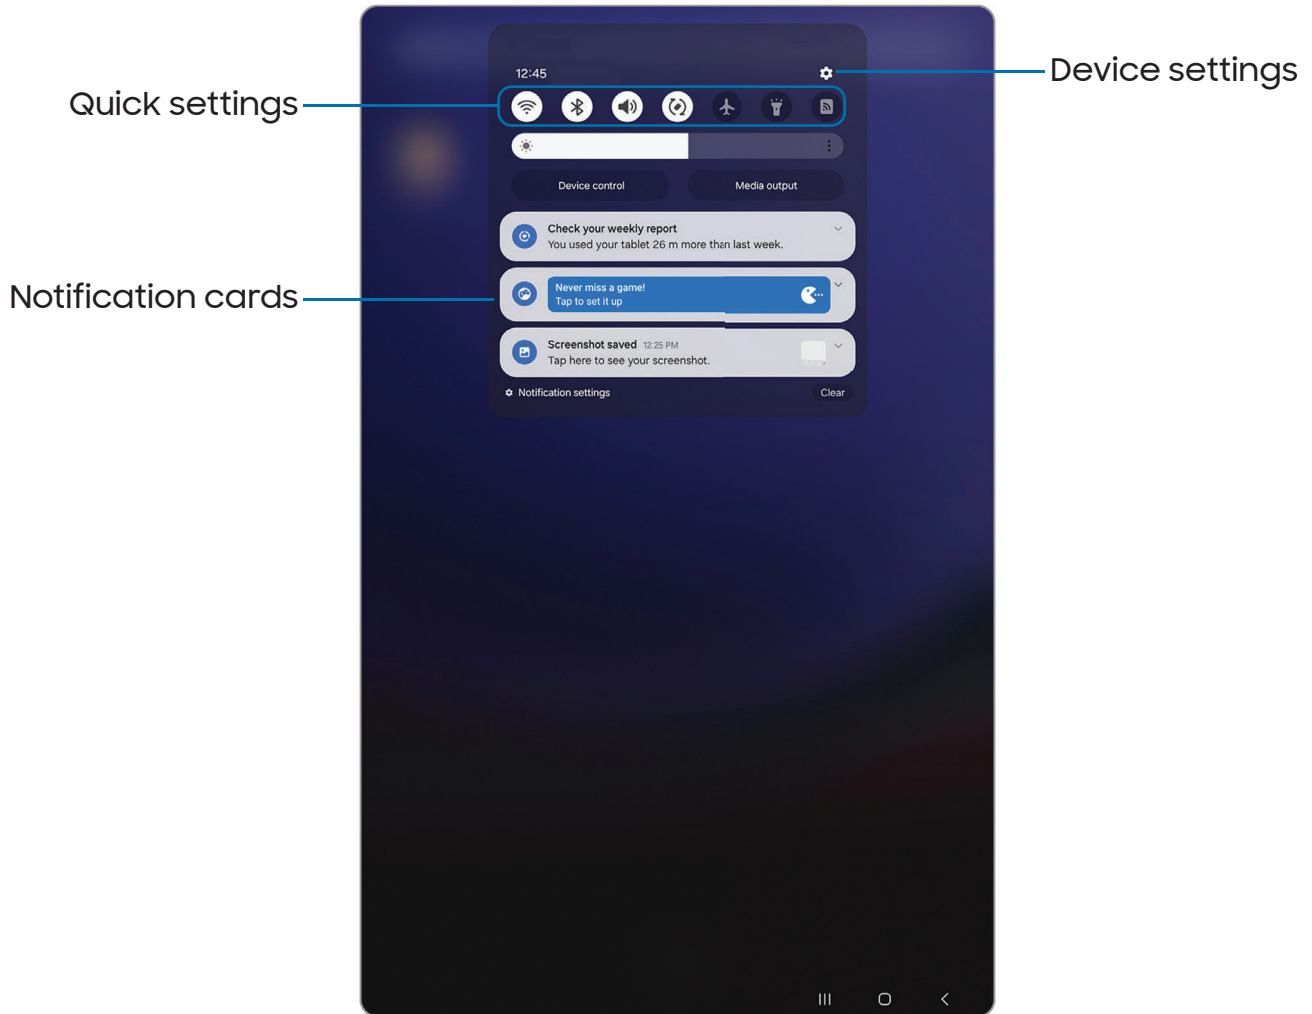 12:45
Device settings
Quick settings
Device control
Media output
Check your weekly report
You used your tablet 26 m more than last week.
Notification cards
Never miss a game!
Tap to set it up
Screenshot saved 12:25 PM
Tap here to see your screenshot.
Notification settings
Clear